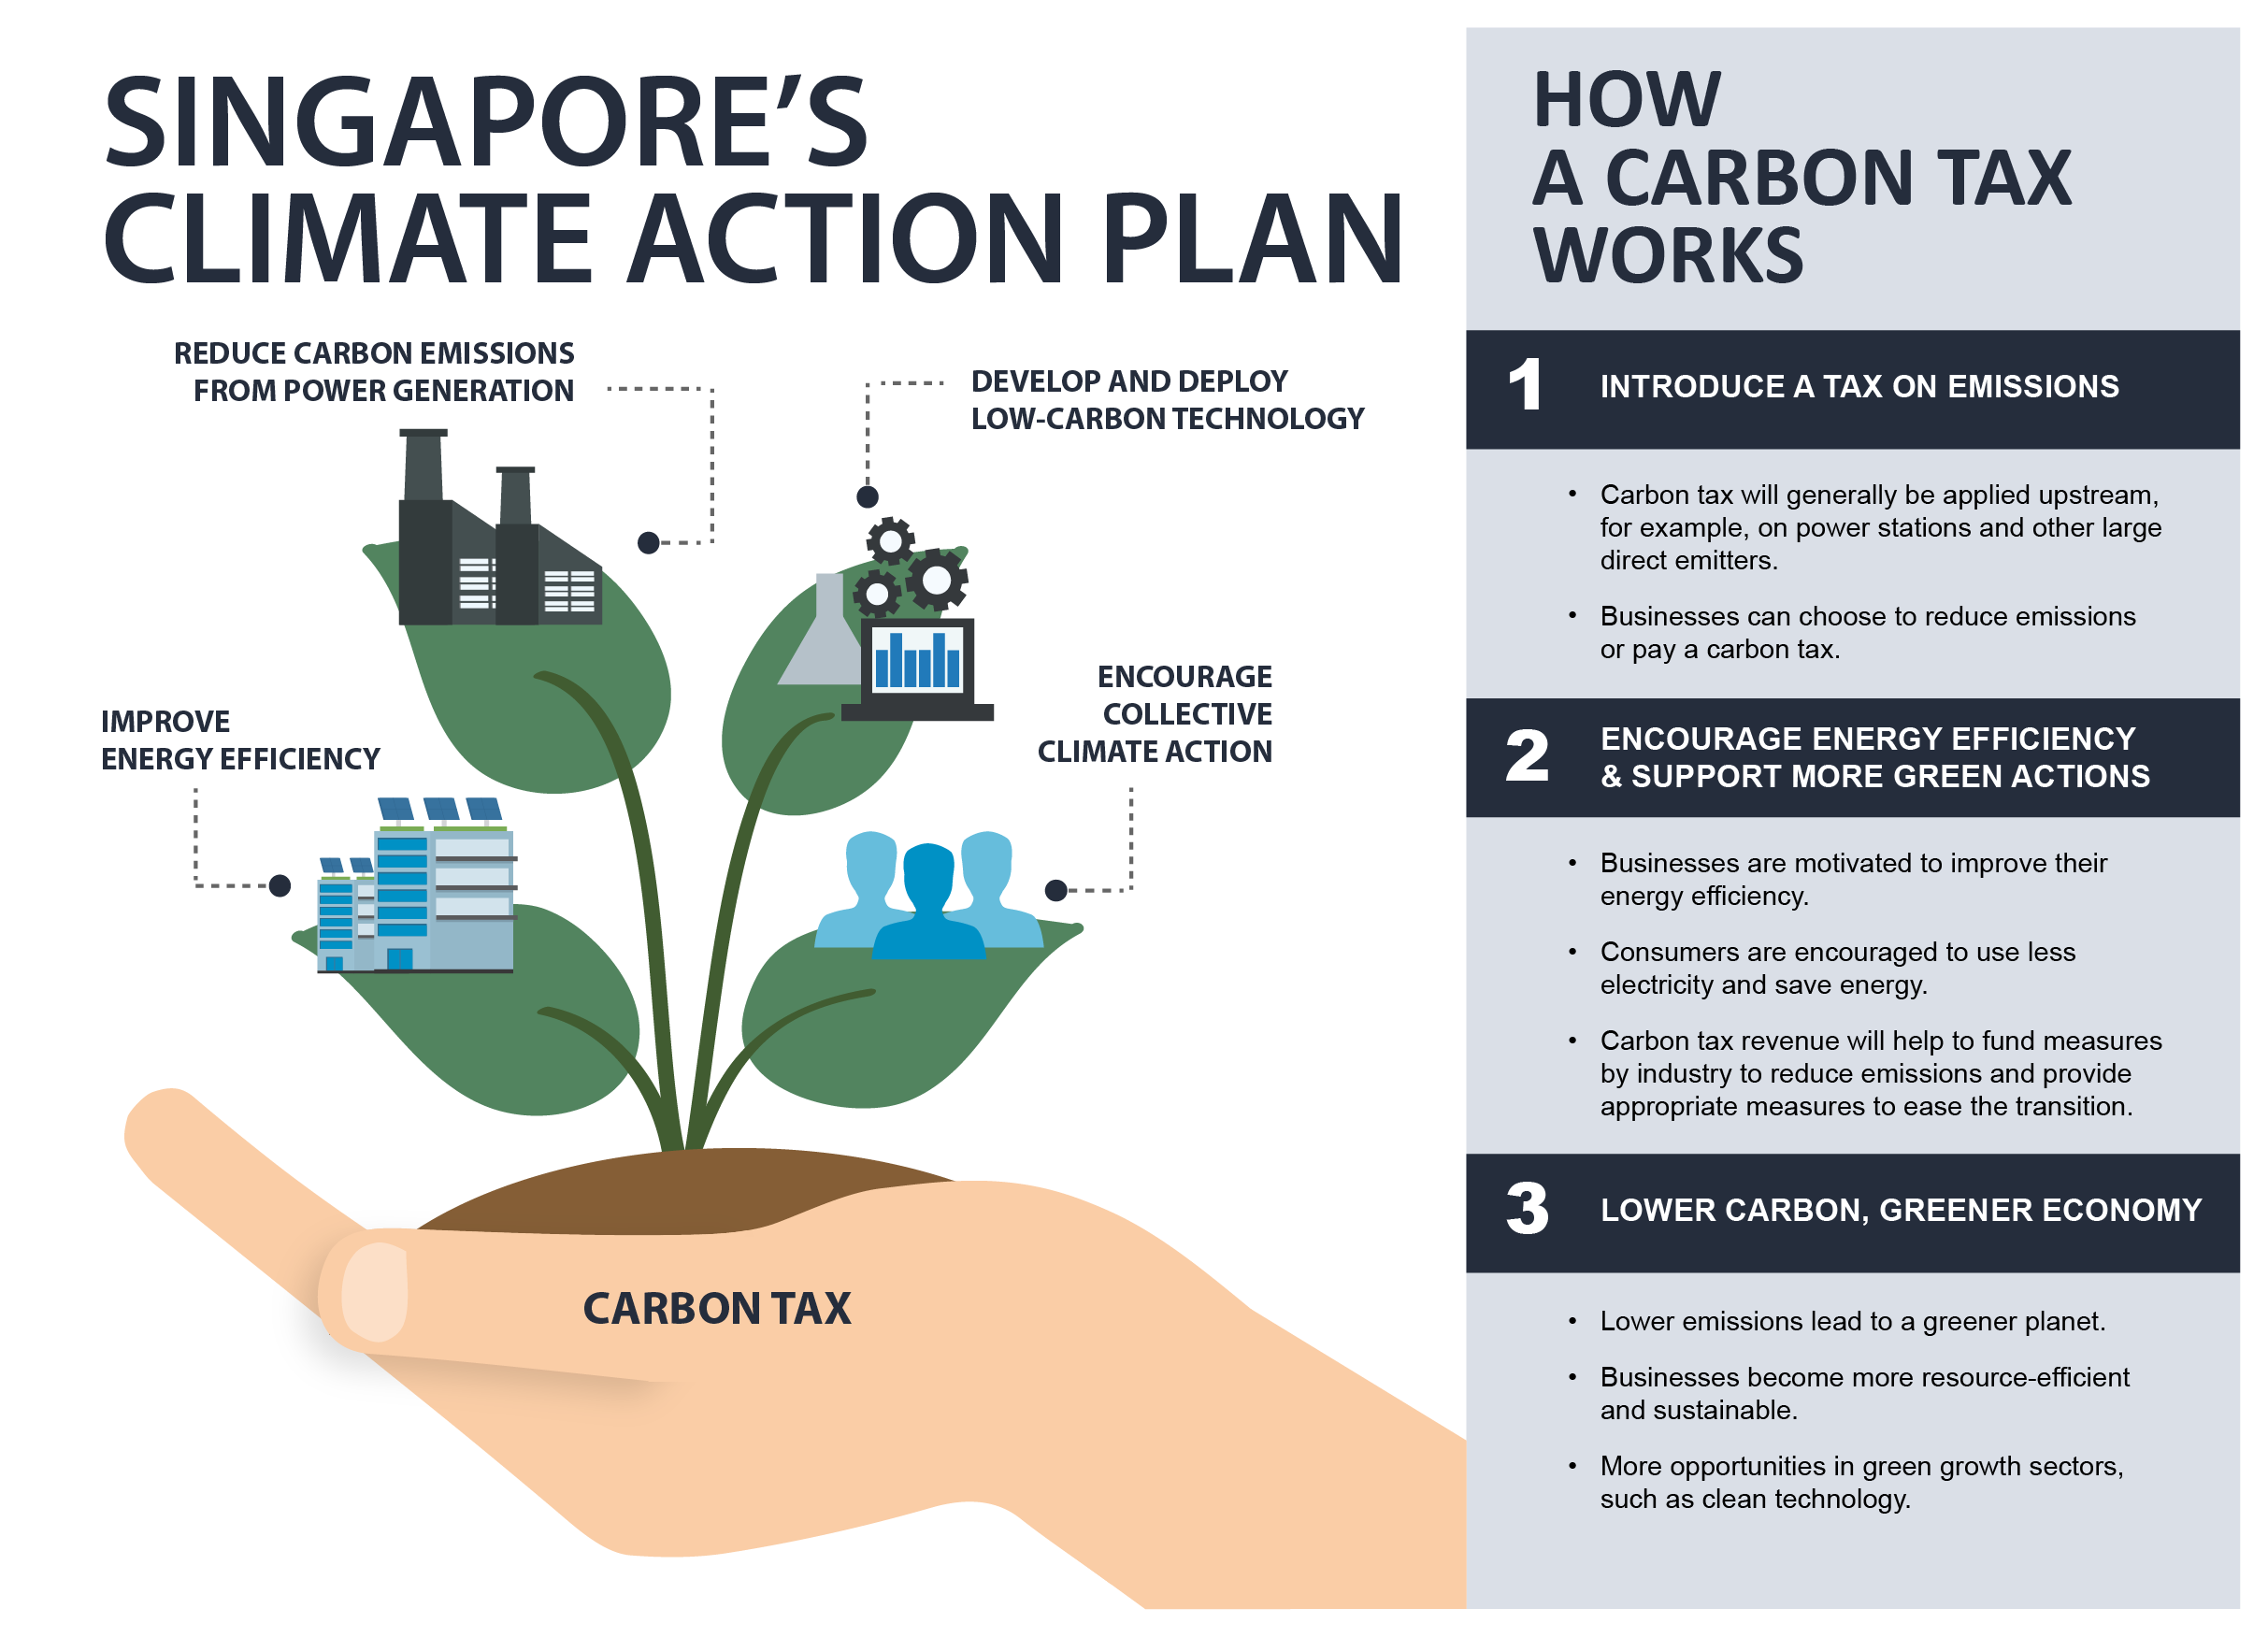 SINGAPORE’S
CLIMATE ACTION PLAN
REDUCE CARBON EMISSIONS
FROM POWER GENERATION
DEVELOP AND DEPLOY
LOW-CARBON TECHNOLOGY
IMPROVE
ENERGY EFFICIENCY
ENCOURAGE
COLLECTIVE
CLIMATE ACTION
CARBON TAX
HOW
A CARBON TAX
WORKS
1 INTRODUCE A TAX ON EMISSIONS
• Carbon tax will generally be applied upstream,
for example, on power stations and other large
direct emitters.
• Businesses can choose to reduce emissions
or pay a carbon tax.
2 ENCOURAGE ENERGY EFFICIENCY
& SUPPORT MORE GREEN ACTIONS
• Businesses are motivated to improve their
energy efficiency.
• Consumers are encouraged to use less
electricity and save energy.
• Carbon tax revenue will help to fund measures
by industry to reduce emissions and provide
appropriate measures to ease the transition.
3 LOWER CARBON, GREENER ECONOMY
• Lower emissions lead to a greener planet.
• Businesses become more resource-efficient
and sustainable.
• More opportunities in green growth sectors,
such as clean technology.